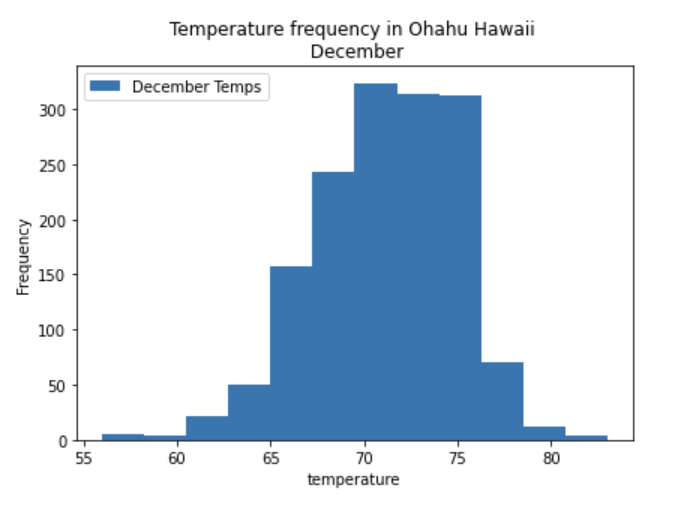 Temperature frequency in Ohahu Hawaii
December
December Temps
300
250
200
150
100
50
0
Frequency
55 60 65 70 75 80
temperature